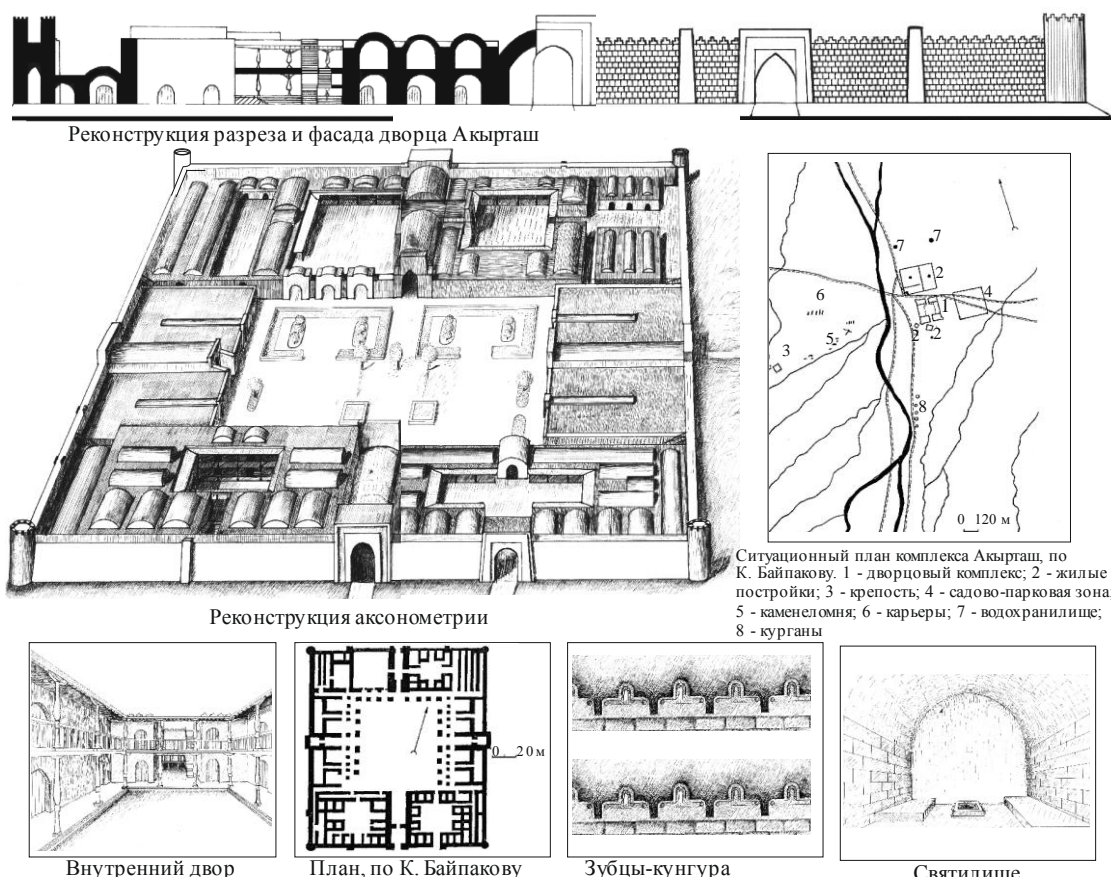 Реконструкция разреза и фасада дворца Акырташ
7
7
2
4
6
1
5
2
2
3
8
0 120 м
Ситуационный план комплекса Акырташ, по
К. Байпакову. 1 - дворцовый комплекс; 2 - жилые
постройки; 3 - крепость; 4 - садово-парковая зона;
5 - каменеломня; 6 - карьеры; 7 - водохранилище;
8 - курганы
Реконструкция аксонометрии
0 20м
Внутренний двор
План, по К. Байпакову
Зубцы-кунгура
Святилище